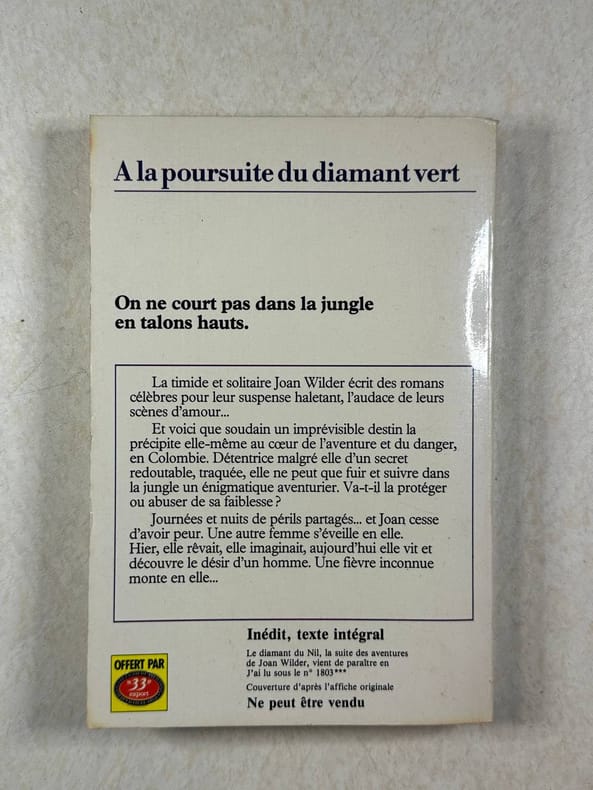 A la poursuite du diamant vert
On ne court pas dans la jungle
en talons hauts.
La timide et solitaire Joan Wilder écrit des romans
célèbres pour leur suspense haletant, l'audace de leurs
scènes d'amour...
Et voici que soudain un imprévisible destin la
précipite elle-même au cœur de l'aventure et du danger,
en Colombie. Détentrice malgré elle d'un secret
redoutable, traquée, elle ne peut que fuir et suivre dans
la jungle un énigmatique aventurier. Va-t-il la protéger
ou abuser de sa faiblesse ?
Journées et nuits de périls partagés... et Joan cesse
d'avoir peur. Une autre femme s'éveille en elle.
Hier, elle rêvait, elle imaginait, aujourd'hui elle vit et
découvre le désir d'un homme. Une fièvre inconnue
monte en elle...
Inédit, texte intégral
Le diamant du Nil, la suite des aventures
de Joan Wilder, vient de paraître en
J'ai lu sous le n° 1803***
Couverture d'après l'affiche originale
Ne peut être vendu
OFFERT PAR
"33"
export